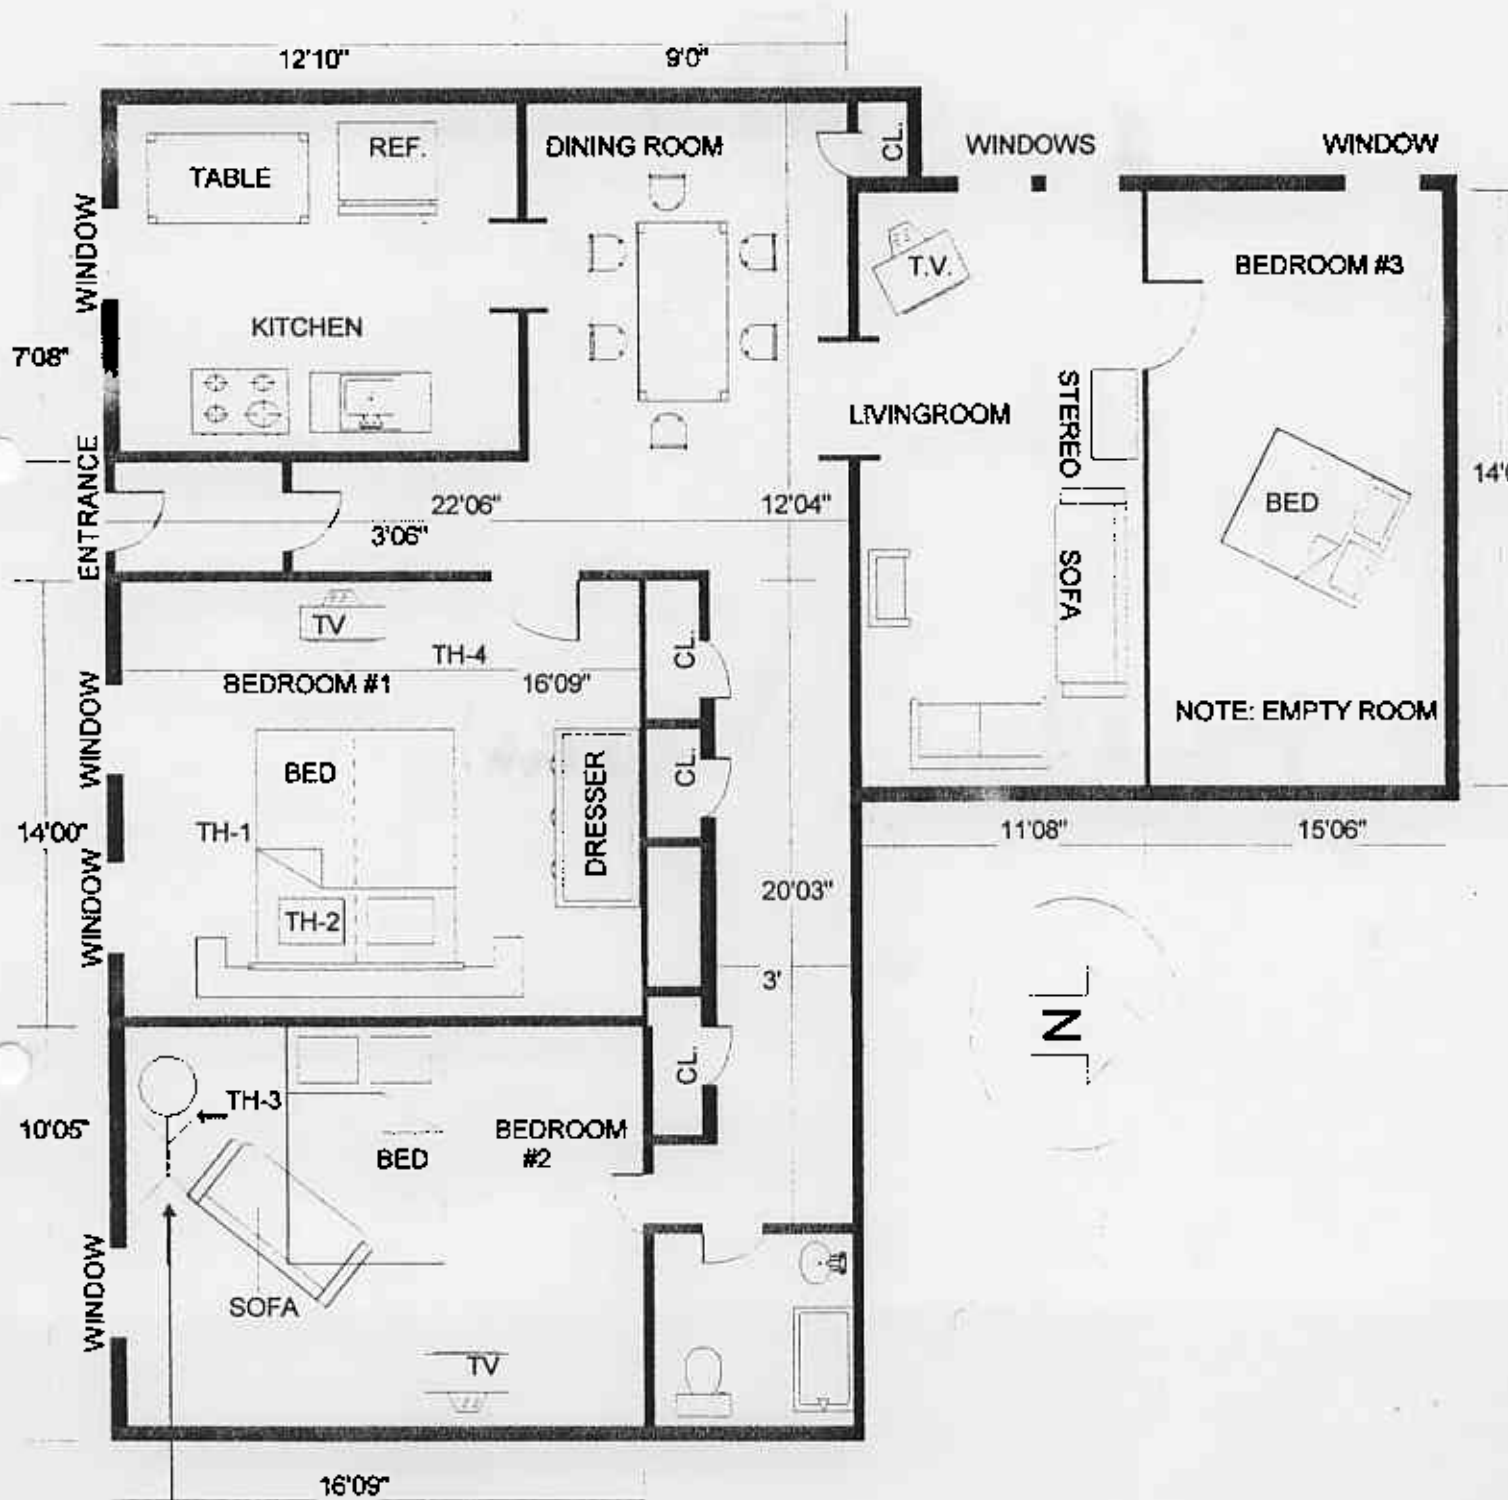 12'10"
9'0"
TABLE
REF.
DINING ROOM
CL.
WINDOWS
WINDOW
WINDOW
T.V.
BEDROOM #3
KITCHEN
7'08"
LIVINGROOM
STEREO
ENTRANCE
22'06"
12'04"
3'06"
BED
SOFA
TV
TH-4
CL.
BEDROOM #1
16'09"
WINDOW
NOTE: EMPTY ROOM
BED
DRESSER
CL.
TH-1
14'00"
11'08"
15'06"
WINDOW
TH-2
20'03"
3'
N
CL.
TH-3
10'05"
BEDROOM
#2
BED
WINDOW
SOFA
TV
16'09"